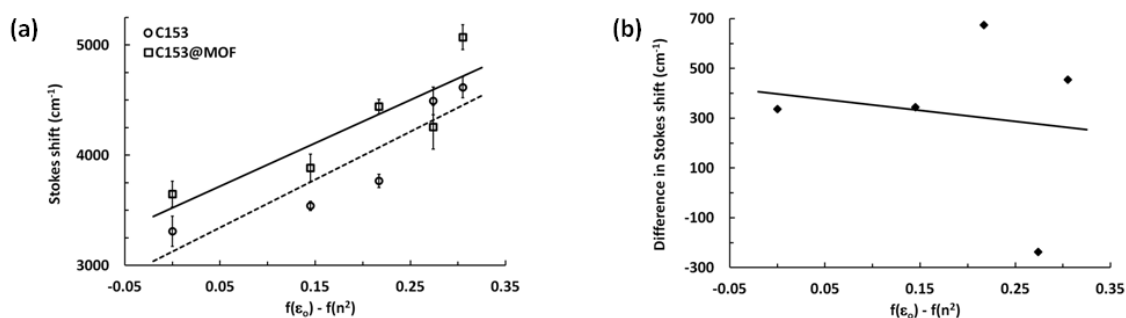 (a)
C153
C153@MOF
5000
4000
3000
Stokes shift (cm-1)
-0.05
0.05
0.15
0.25
0.35
f(ε₀) - f(n²)
(b)
700
500
300
100
-100
-300
Difference in Stokes shift (cm-1)
-0.05
0.05
0.15
0.25
0.35
f(ε₀) - f(n²)